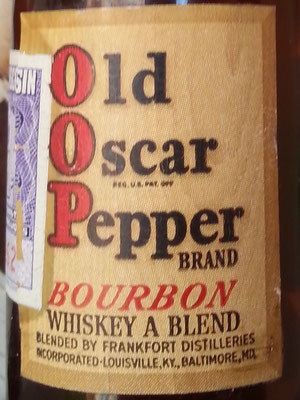 SIN
Old
Oscar
REG. U.S. PAT. OFF
Pepper
BRAND
BOURBON
WHISKEY A BLEND
BLENDED BY FRANKFORT DISTILLERIES
INCORPORATED·LOUISVILLE, KY., BALTIMORE, MD.